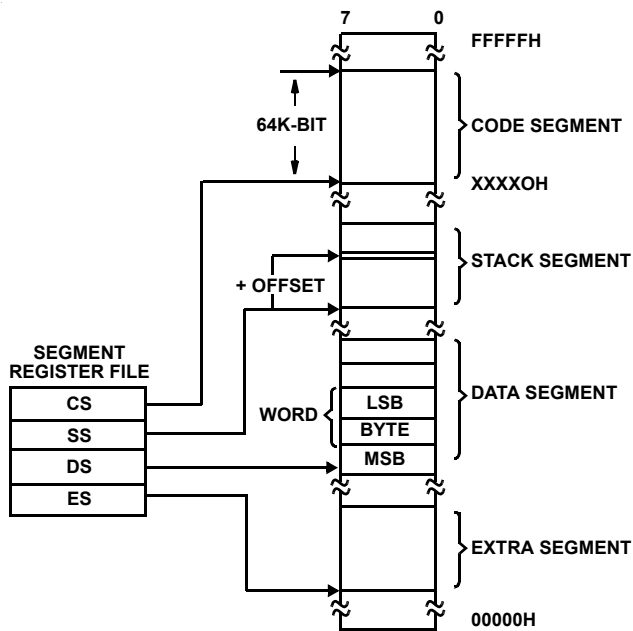 7 0
FFFFFH
64K-BIT
CODE SEGMENT
XXXXOH
STACK SEGMENT
+ OFFSET
SEGMENT
REGISTER FILE
CS
SS
DS
ES
WORD
LSB
BYTE
MSB
DATA SEGMENT
EXTRA SEGMENT
00000H